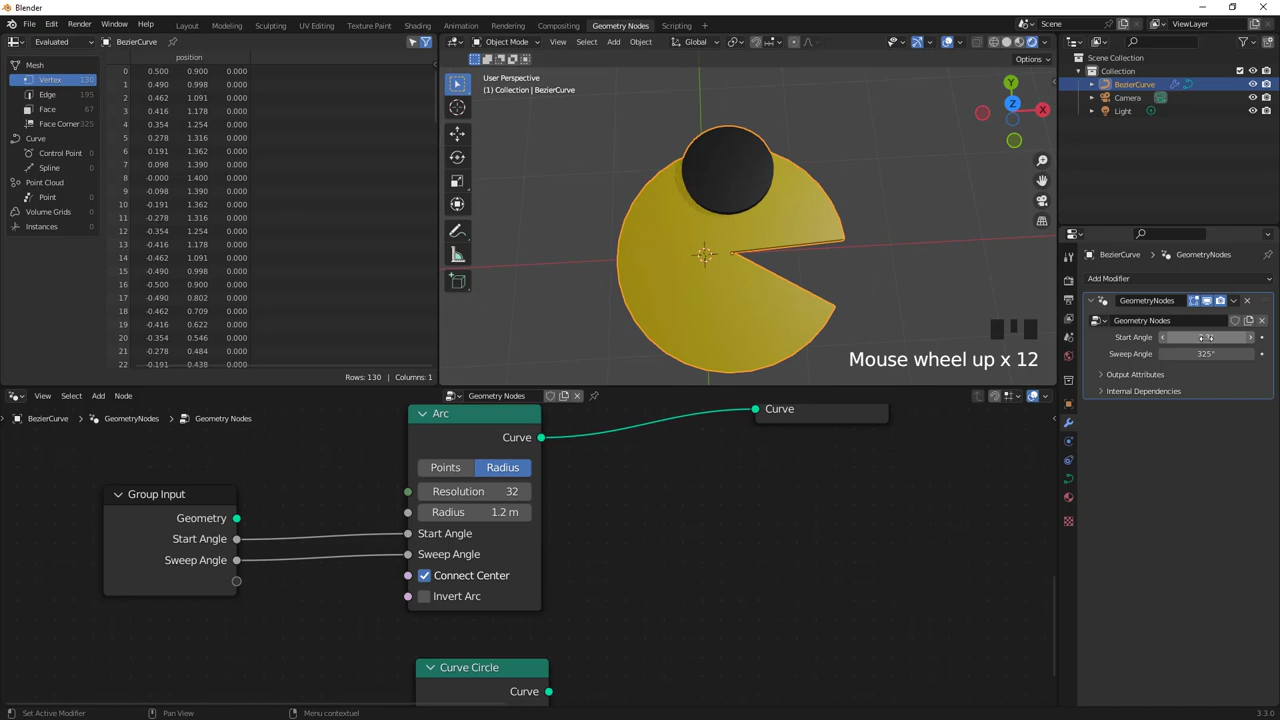 Blender
File Edit Render Window Help Layout Modeling Sculpting UV Editing Texture Paint Shading Animation Rendering Compositing Geometry Nodes Scripting + Scene ViewLayer
Evaluated BezierCurve
Object Mode View Select Add Object Global
Options
Mesh
Vertex 130
Edge 195
Face 67
Face Corner 325
Curve
Control Point 0
Spline 0
Point Cloud
Point 0
Volume Grids 0
Instances 0
position
0 0.500 0.900 0.000
1 0.490 0.998 0.000
2 0.462 1.091 0.000
3 0.416 1.178 0.000
4 0.354 1.254 0.000
5 0.278 1.316 0.000
6 0.191 1.362 0.000
7 0.098 1.390 0.000
8 -0.000 1.400 0.000
9 -0.098 1.390 0.000
10 -0.191 1.362 0.000
11 -0.278 1.316 0.000
12 -0.354 1.254 0.000
13 -0.416 1.178 0.000
14 -0.462 1.091 0.000
15 -0.490 0.998 0.000
16 -0.500 0.900 0.000
17 -0.490 0.802 0.000
18 -0.462 0.709 0.000
19 -0.416 0.622 0.000
20 -0.354 0.546 0.000
21 -0.278 0.484 0.000
22 -0.191 0.438 0.000
Rows: 130 | Columns: 1
User Perspective
(1) Collection | BezierCurve
Y
Z
X
Mouse wheel up x 12
Scene Collection
Collection
BezierCurve
Camera
Light
BezierCurve GeometryNodes
Add Modifier
GeometryNodes
Geometry Nodes
Start Angle
Sweep Angle 325°
Output Attributes
Internal Dependencies
View Select Add Node Geometry Nodes
BezierCurve GeometryNodes Geometry Nodes
Group Input
Geometry
Start Angle
Sweep Angle
Arc
Curve
Points Radius
Resolution 32
Radius 1.2 m
Start Angle
Sweep Angle
Connect Center
Invert Arc
Curve
Curve Circle
Curve
Set Active Modifier Pan View Menu contextuel 3.3.0